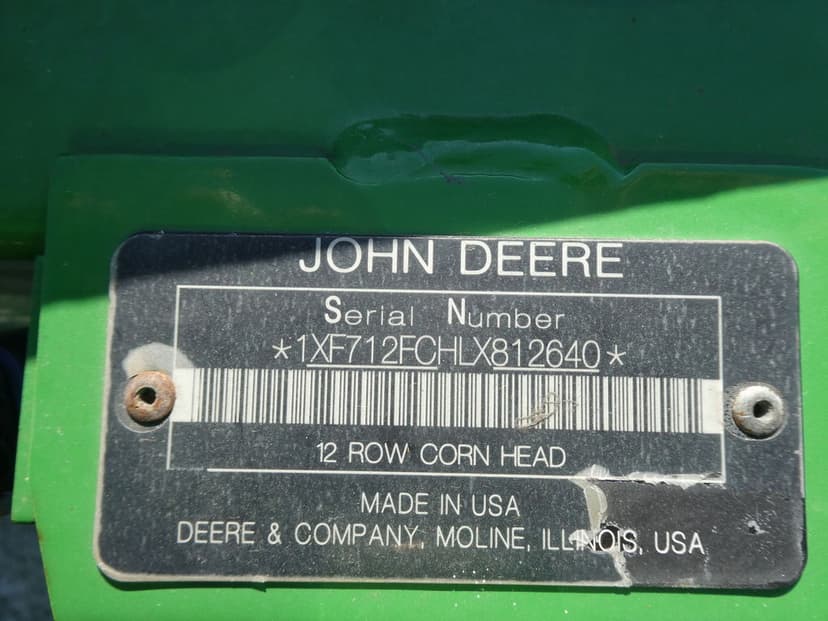 JOHN DEERE
Serial Number
*1XF712FCHLX812640*
12 ROW CORN HEAD
MADE IN USA
DEERE & COMPANY, MOLINE, ILLINOIS, USA